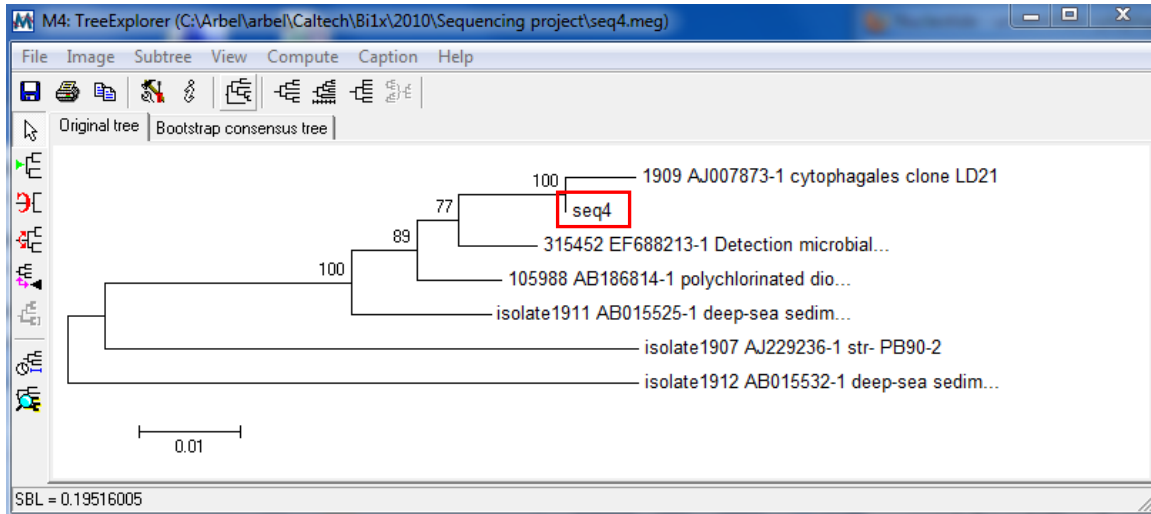 M4: TreeExplorer (C:\Arbel\arbel\Caltech\Bi1x\2010\Sequencing project\seq4.meg)
File Image Subtree View Compute Caption Help
Original tree Bootstrap consensus tree
100 1909 AJ007873-1 cytophagales clone LD21
77 seq4
89 315452 EF688213-1 Detection microbial...
100 105988 AB186814-1 polychlorinated dio...
isolate1911 AB015525-1 deep-sea sedim...
isolate1907 AJ229236-1 str- PB90-2
isolate1912 AB015532-1 deep-sea sedim...
0.01
SBL = 0.19516005